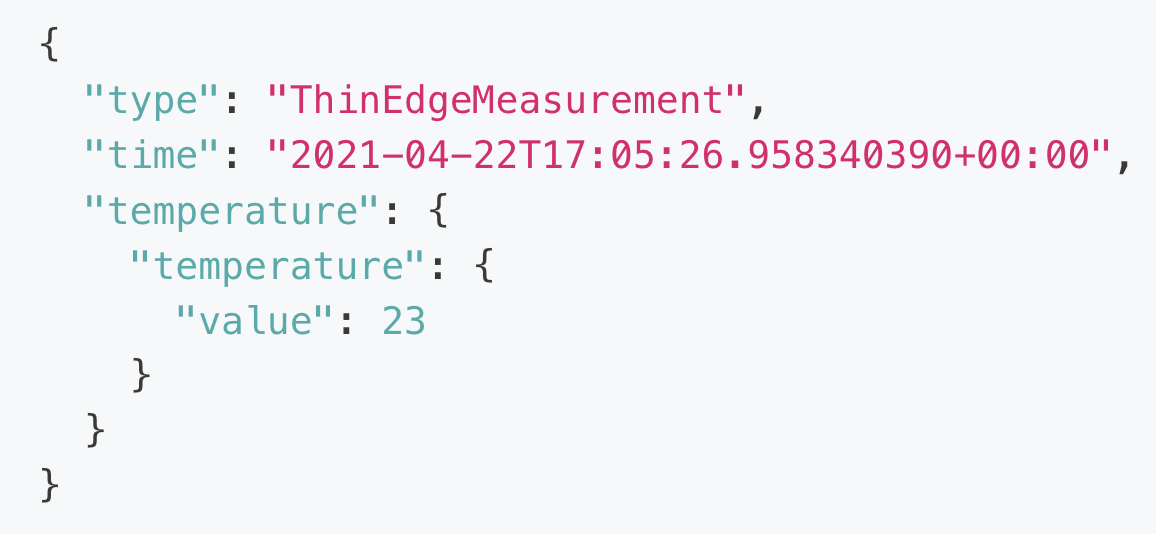 {
  "type": "ThinEdgeMeasurement",
  "time": "2021-04-22T17:05:26.958340390+00:00",
  "temperature": {
    "temperature": {
      "value": 23
    }
  }
}